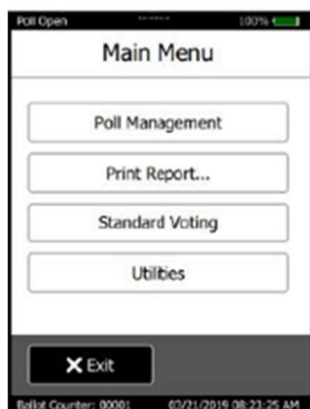 Poll Open 100%
Main Menu
Poll Management
Print Report...
Standard Voting
Utilities
X Exit
Ballot Counter: 00001 03/21/2019 08:23:25 AM